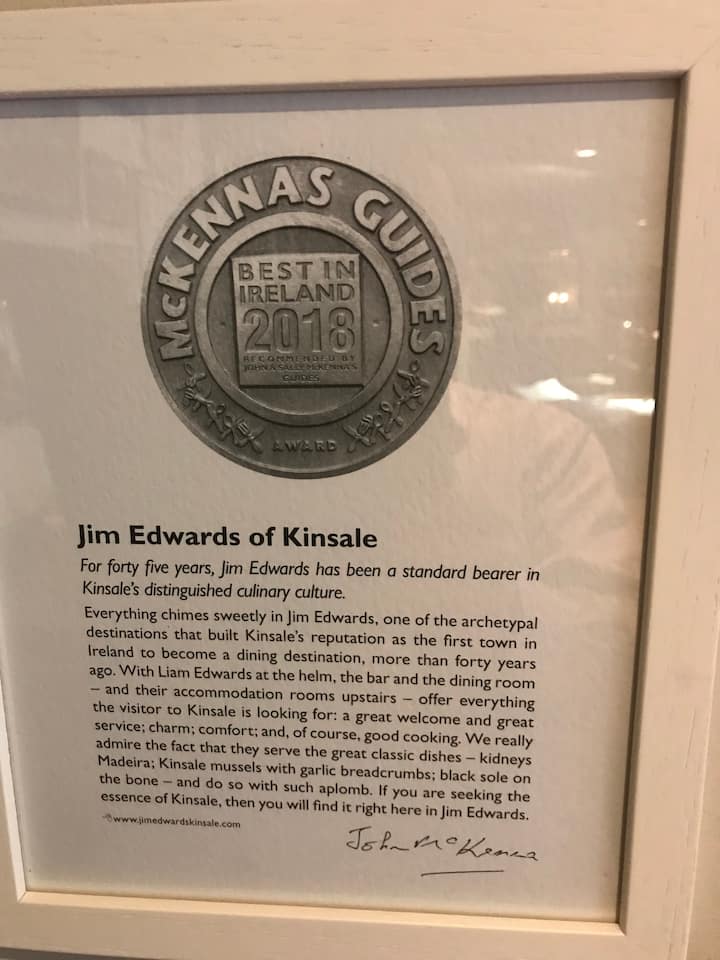 McKENNAS GUIDES
BEST IN
IRELAND
2018
RECOMMENDED BY
JOHN & SALLY McKENNA'S
GUIDES
AWARD
Jim Edwards of Kinsale
For forty five years, Jim Edwards has been a standard bearer in
Kinsale's distinguished culinary culture.
Everything chimes sweetly in Jim Edwards, one of the archetypal
destinations that built Kinsale's reputation as the first town in
Ireland to become a dining destination, more than forty years
ago. With Liam Edwards at the helm, the bar and the dining room
– and their accommodation rooms upstairs – offer everything
the visitor to Kinsale is looking for: a great welcome and great
service; charm; comfort; and, of course, good cooking. We really
admire the fact that they serve the great classic dishes – kidneys
Madeira; Kinsale mussels with garlic breadcrumbs; black sole on
the bone – and do so with such aplomb. If you are seeking the
essence of Kinsale, then you will find it right here in Jim Edwards.
www.jimedwardskinsale.com
John McKenna